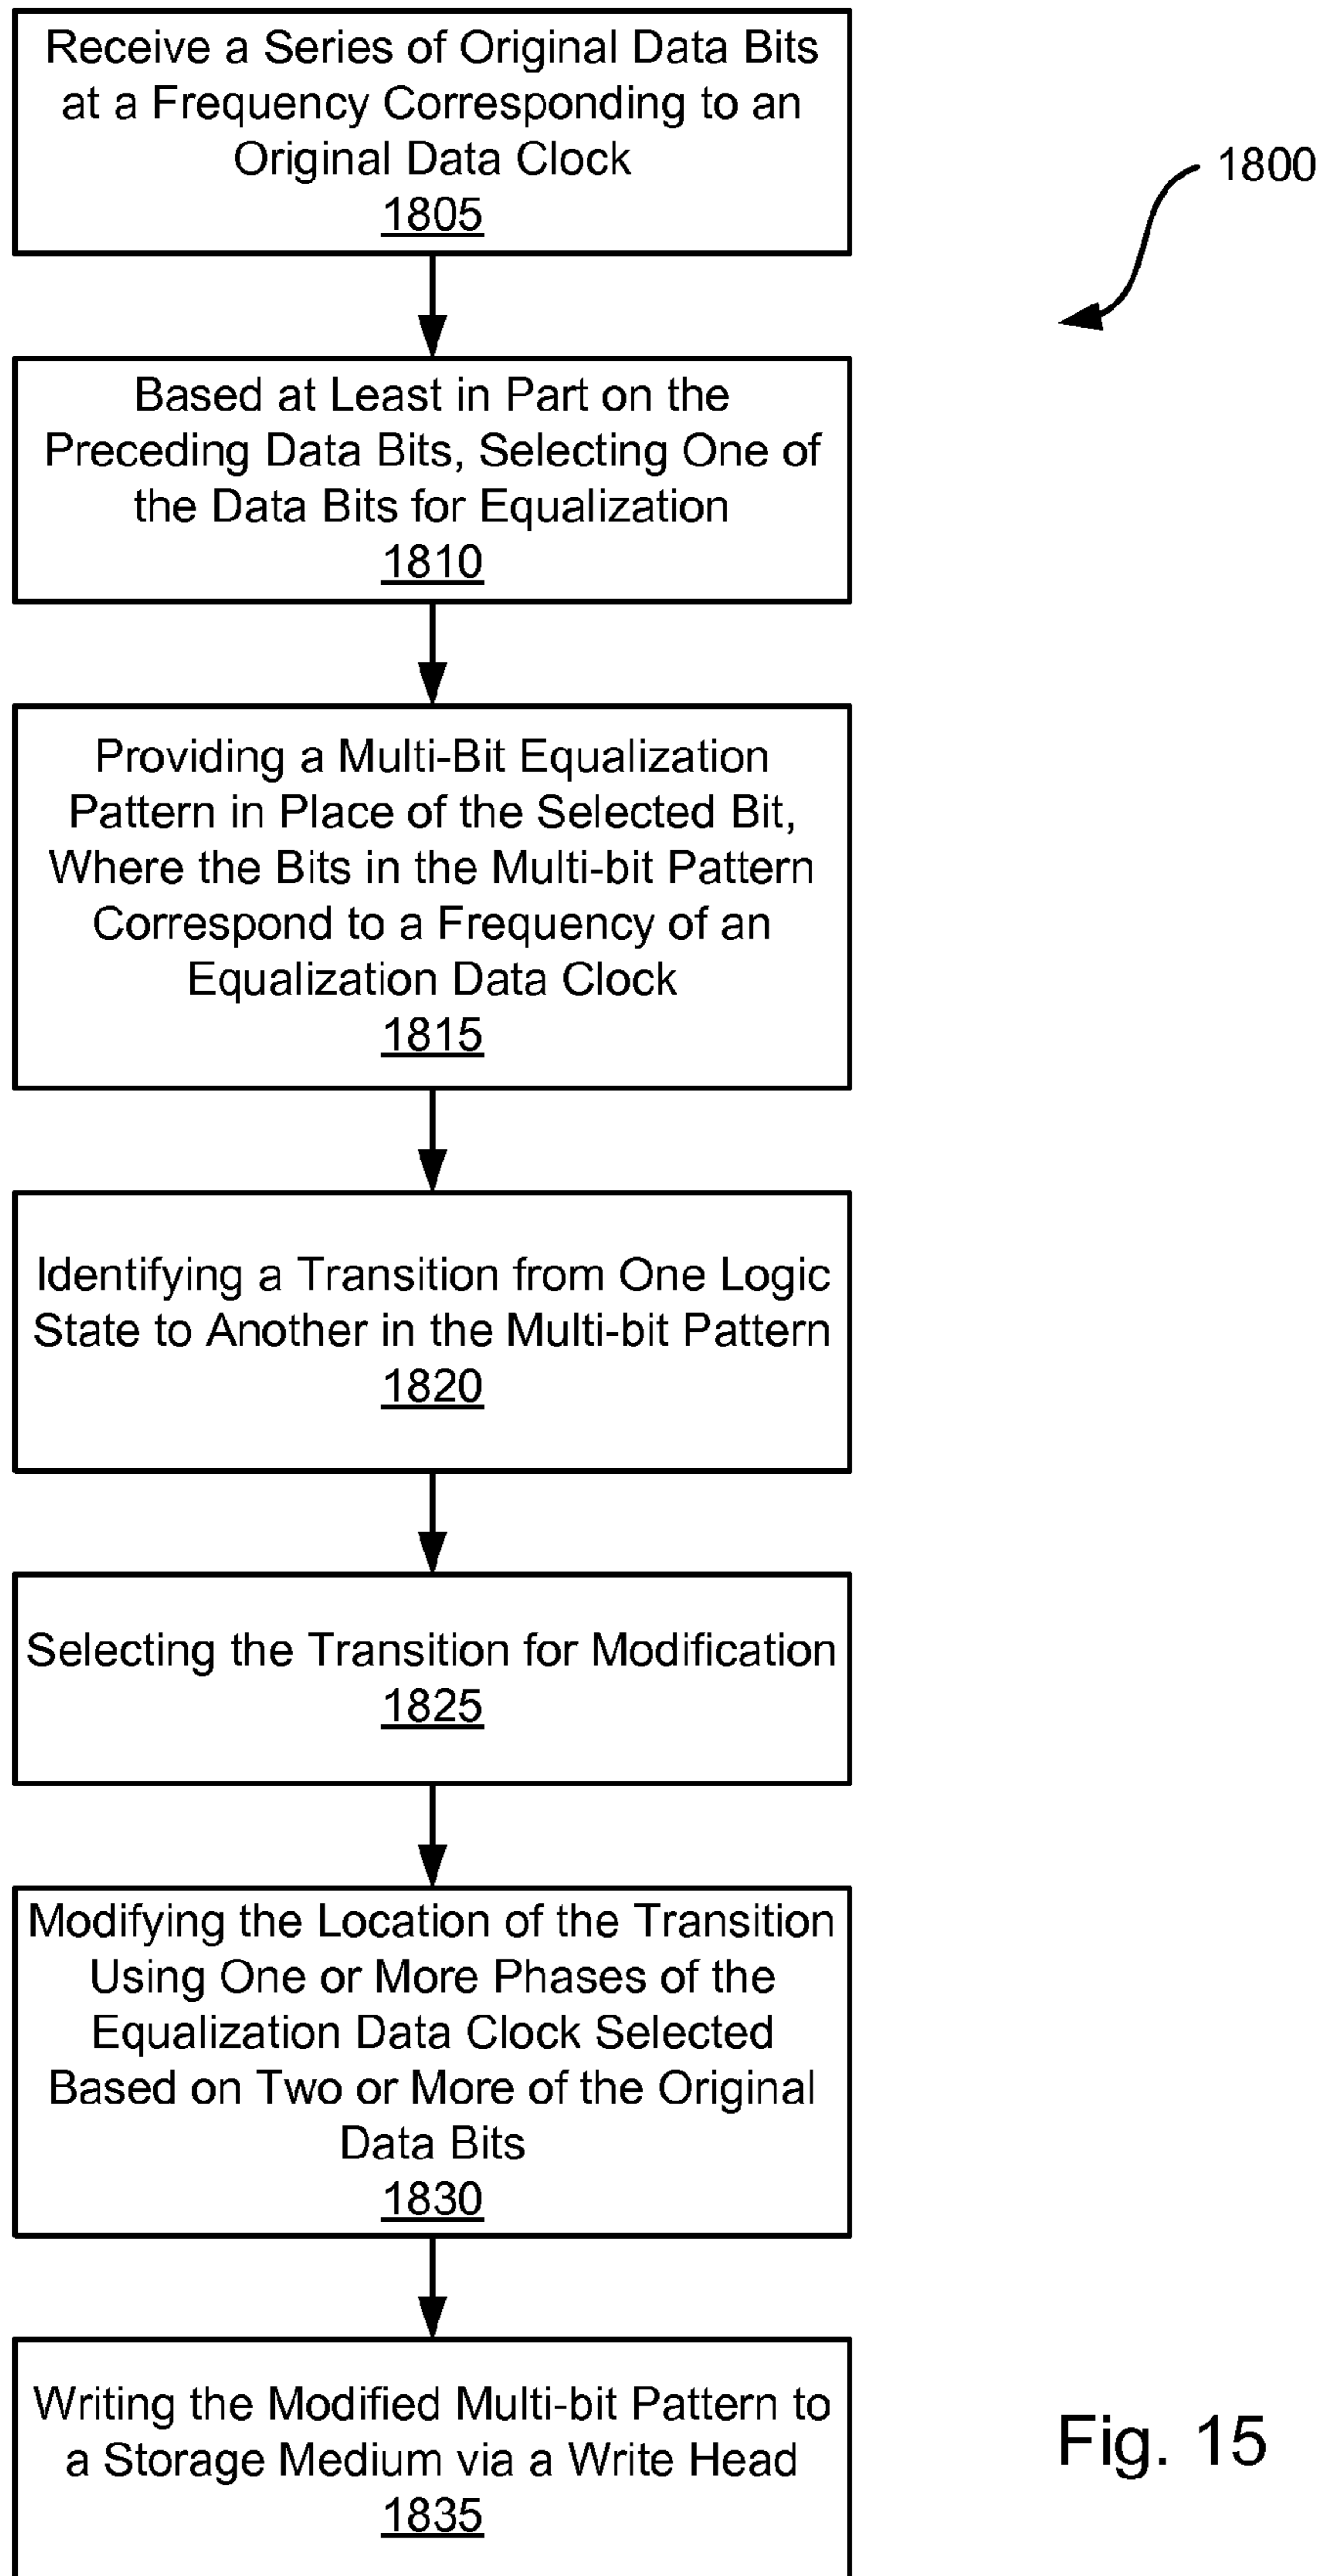 Receive a Series of Original Data Bits
at a Frequency Corresponding to an
Original Data Clock
1805
1800
Based at Least in Part on the
Preceding Data Bits, Selecting One of
the Data Bits for Equalization
1810
Providing a Multi-Bit Equalization
Pattern in Place of the Selected Bit,
Where the Bits in the Multi-bit Pattern
Correspond to a Frequency of an
Equalization Data Clock
1815
Identifying a Transition from One Logic
State to Another in the Multi-bit Pattern
1820
Selecting the Transition for Modification
1825
Modifying the Location of the Transition
Using One or More Phases of the
Equalization Data Clock Selected
Based on Two or More of the Original
Data Bits
1830
Writing the Modified Multi-bit Pattern to
a Storage Medium via a Write Head
1835
Fig. 15